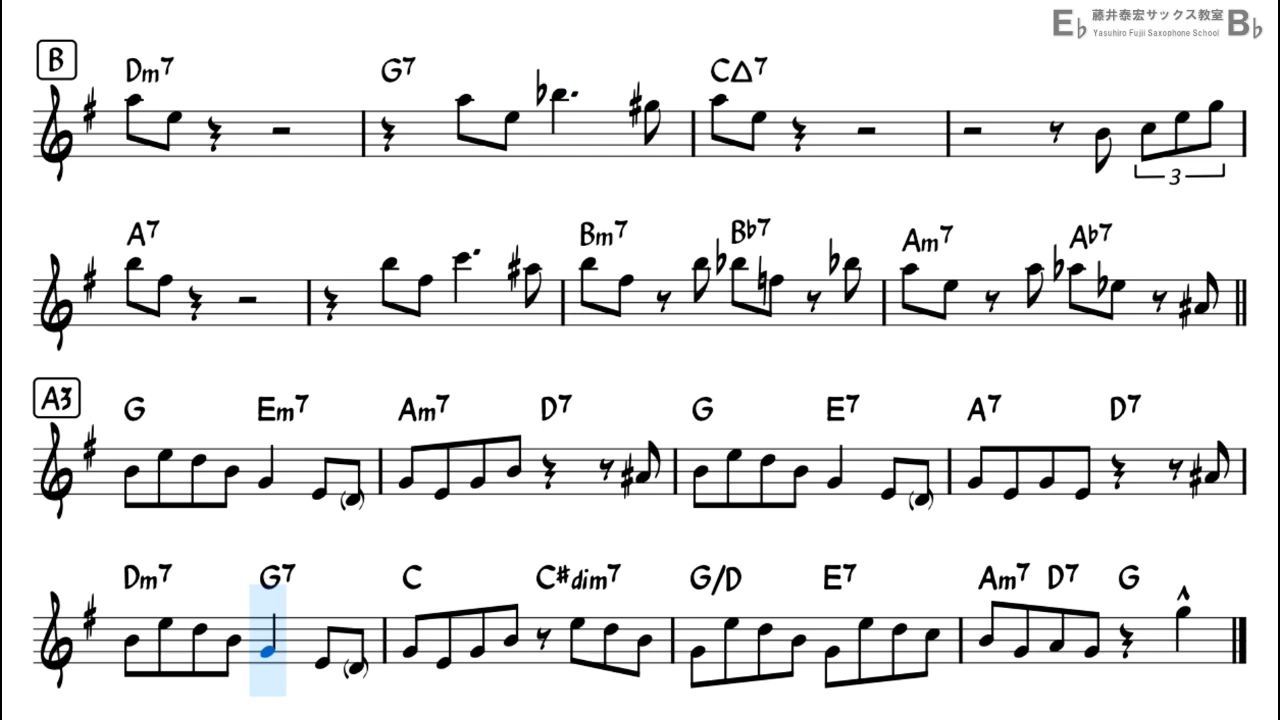 E♭ 藤井泰宏サックス教室 B♭
Yasuhiro Fujii Saxophone School
B
Dm7 G7 C△7
3
A7 Bm7 B♭7 Am7 A♭7
A3
G Em7 Am7 D7 G E7 A7 D7
Dm7 G7 C C#dim7 G/D E7 Am7 D7 G